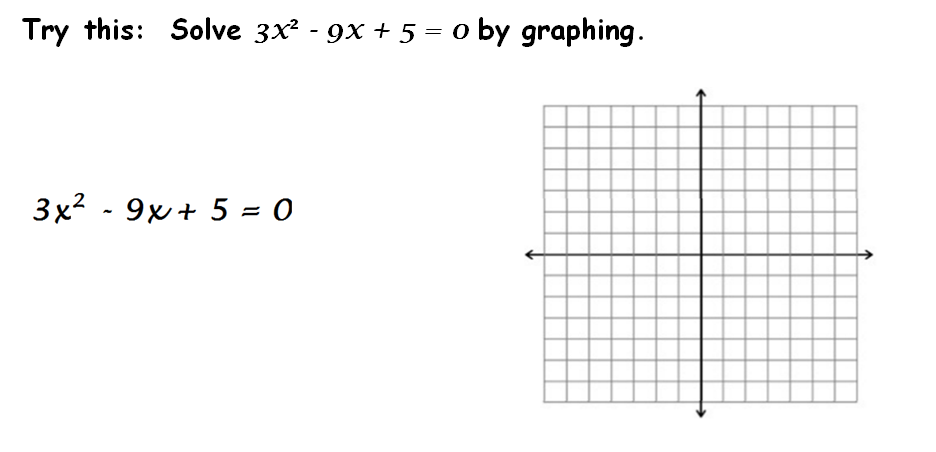 Try this: Solve 3x² - 9x + 5 = 0 by graphing.
3x² - 9x + 5 = 0